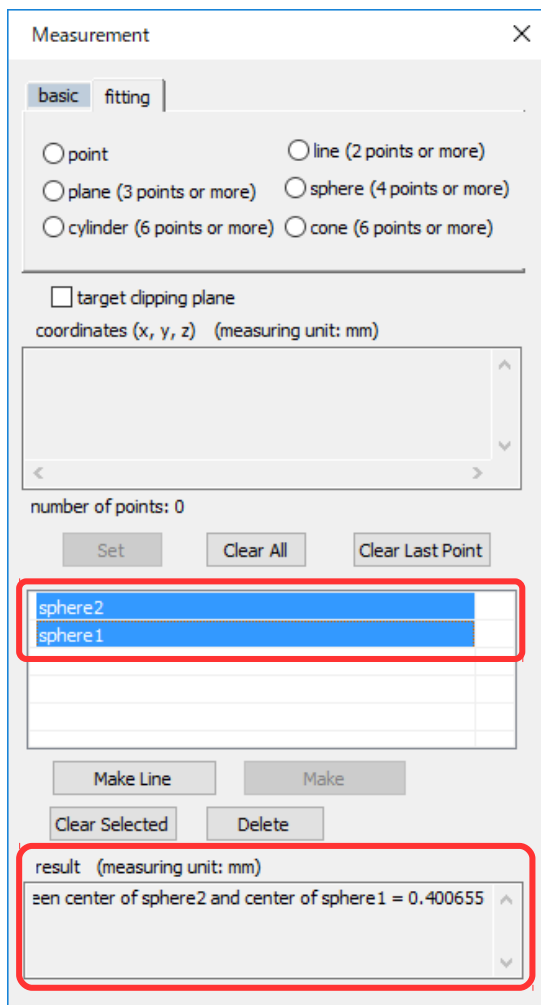 Measurement
basic fitting
point line (2 points or more)
plane (3 points or more) sphere (4 points or more)
cylinder (6 points or more) cone (6 points or more)
target clipping plane
coordinates (x, y, z) (measuring unit: mm)
number of points: 0
Set Clear All Clear Last Point
sphere2
sphere1
Make Line Make
Clear Selected Delete
result (measuring unit: mm)
een center of sphere2 and center of sphere1 = 0.400655